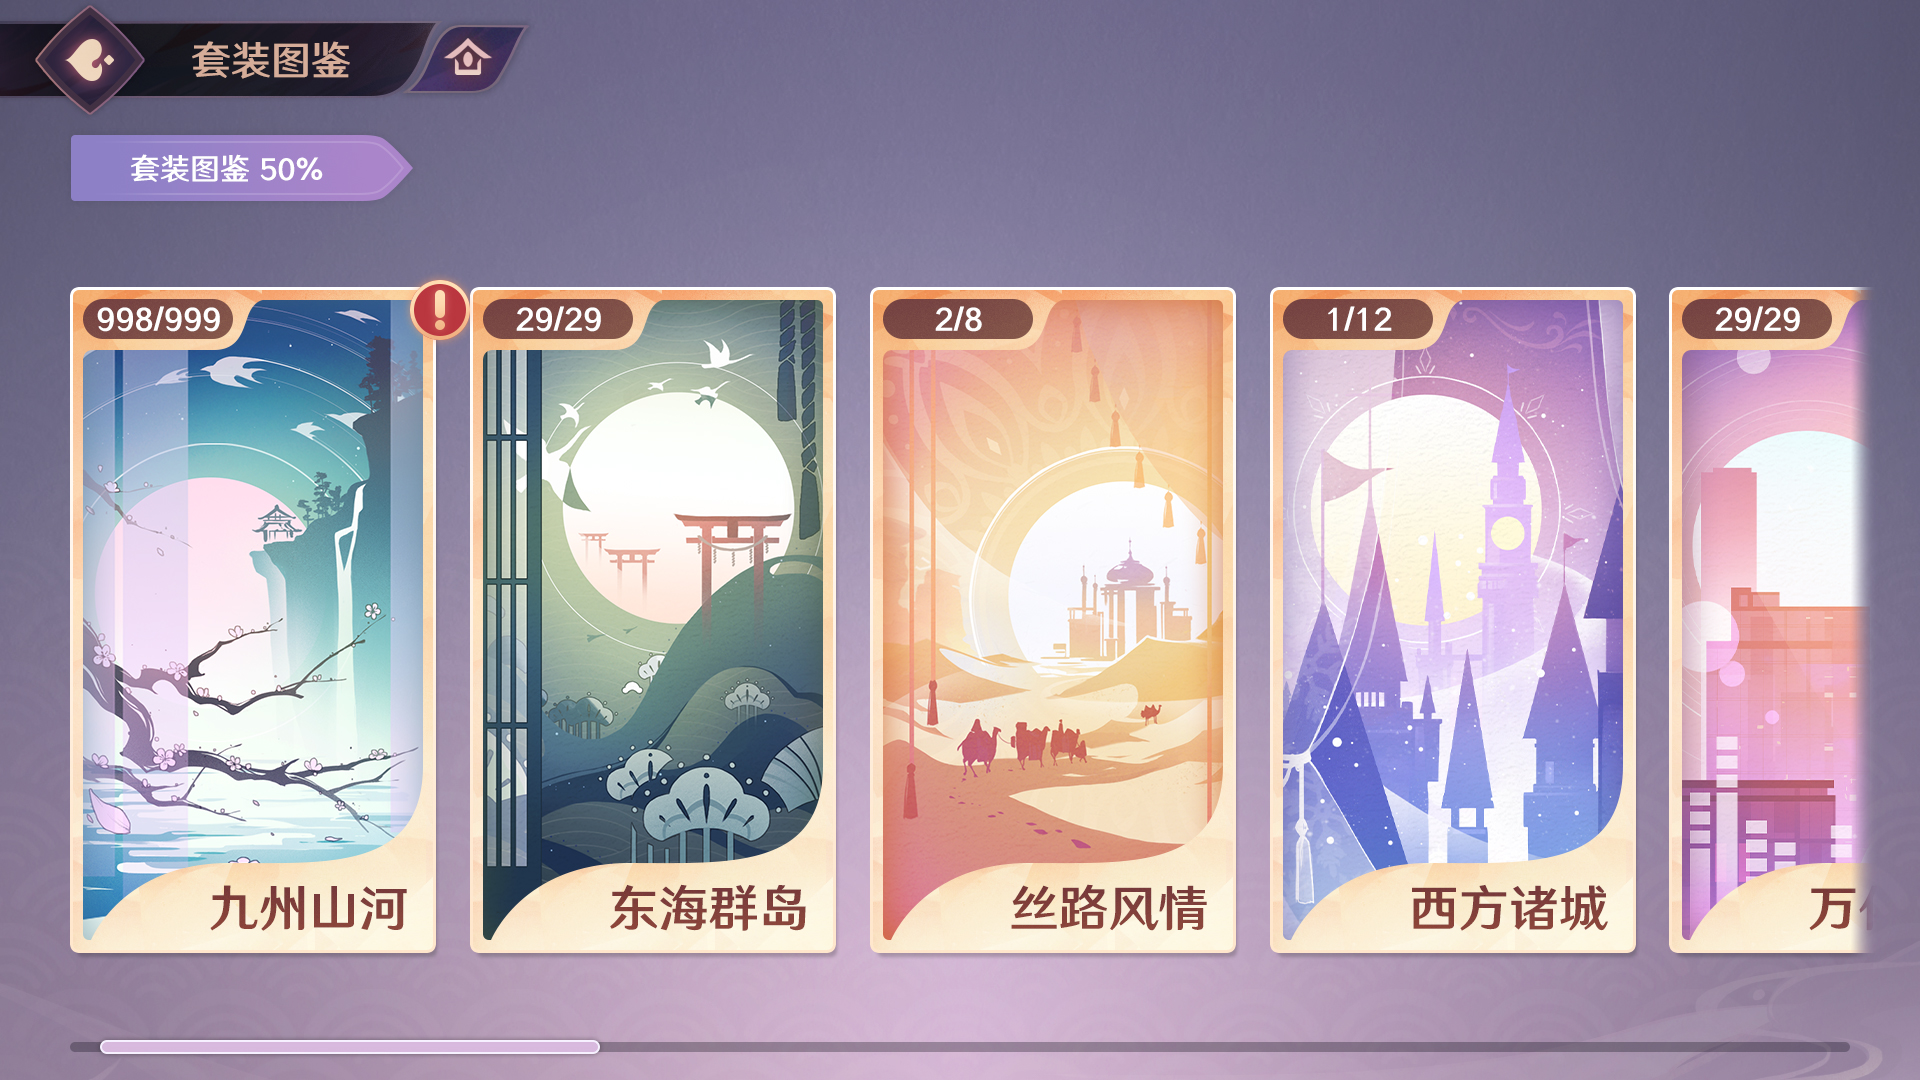 套装图鉴
套装图鉴 50%
998/999
29/29
2/8
1/12
29/29
九州山河
东海群岛
丝路风情
西方诸城
万